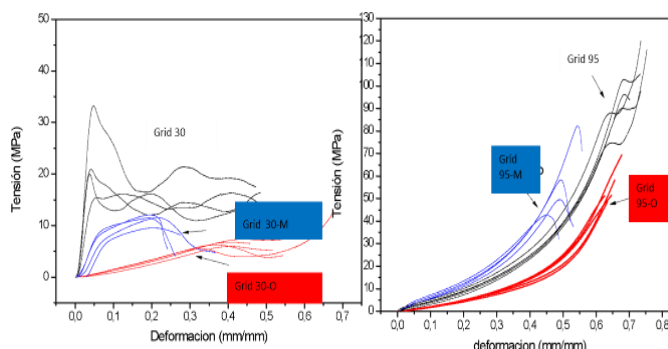 50
40
30
20
10
0
Tensión (MPa)
Grid 30
Grid 30-M
Grid 30-O
0,0 0,1 0,2 0,3 0,4 0,5 0,6 0,7
Deformacion (mm/mm)
130
20
10
00
90
80
70
60
50
40
30
20
10
0
Tensión (MPa)
Grid 95
Grid
95-M
Grid
95-O
0,0 0,1 0,2 0,3 0,4 0,5 0,6 0,7 0,8
deformacion (mm/mm)